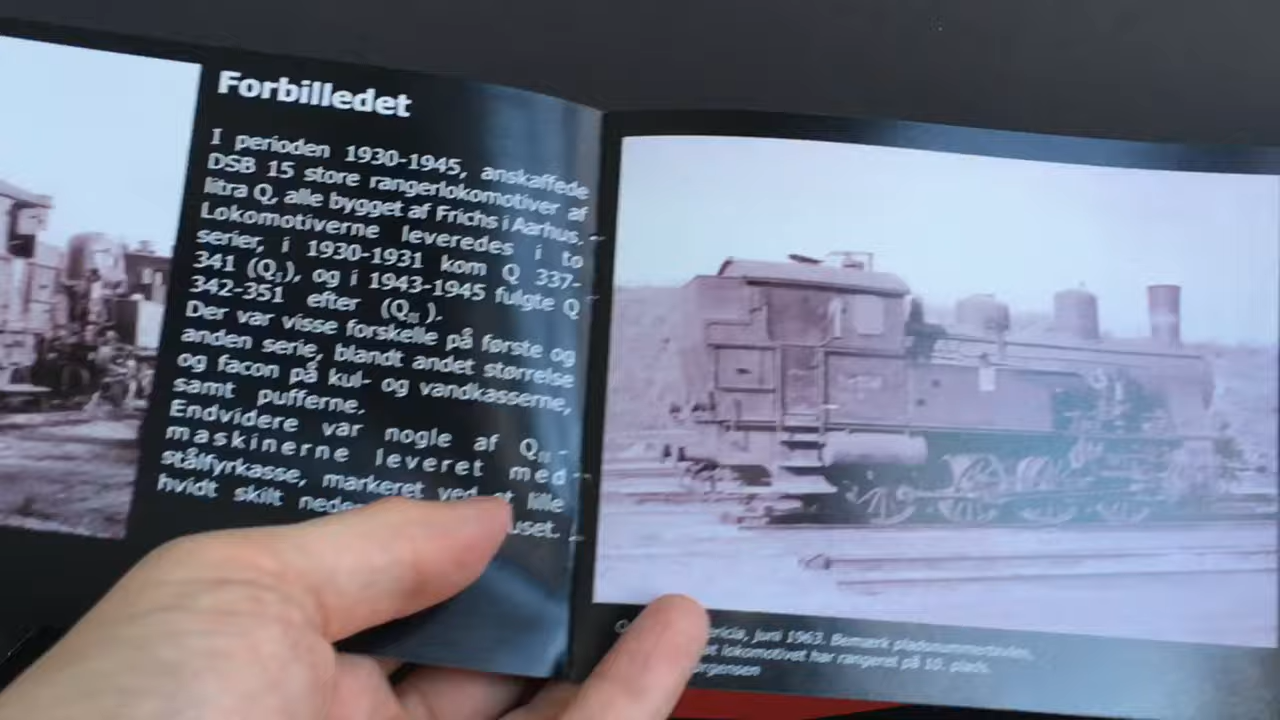 Forbilledet
I perioden 1930-1945, anskaffede
DSB 15 store rangerlokomotiver af
litra Q, alle bygget af Frichs i Aarhus.
Lokomotiverne leveredes i to
serier, i 1930-1931 kom Q 337-
341 (QI), og i 1943-1945 fulgte Q
342-351 efter (QII).
Der var visse forskelle på første og
anden serie, blandt andet størrelse
og facon på kul- og vandkasserne,
samt pufferne.
Endvidere var nogle af QII-
maskinerne leveret med
stålfyrkasse, markeret ved et lille
hvidt skilt
juni 1963. Bemærk pladsnummertavlen,
lokomotivet har rangeret på 10. plads.